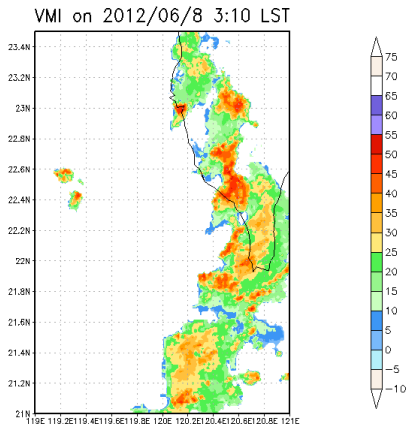 VMI on 2012/06/8 3:10 LST
23.4N
23.2N
23N
22.8N
22.6N
22.4N
22.2N
22N
21.8N
21.6N
21.4N
21.2N
21N
119E 119.2E 119.4E 119.6E 119.8E 120E 120.2E 120.4E 120.6E 120.8E 121E
75
70
65
60
55
50
45
40
35
30
25
20
15
10
5
0
−5
−10